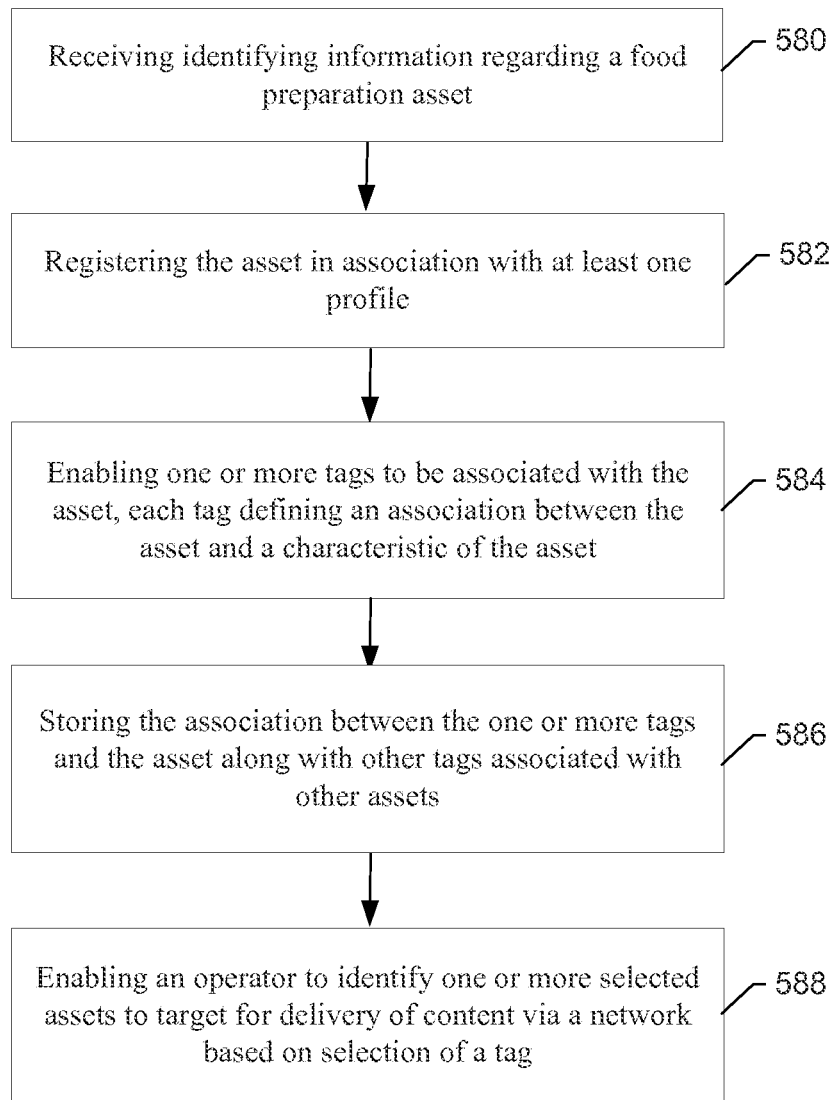 Receiving identifying information regarding a food
preparation asset
580
Registering the asset in association with at least one
profile
582
Enabling one or more tags to be associated with the
asset, each tag defining an association between the
asset and a characteristic of the asset
584
Storing the association between the one or more tags
and the asset along with other tags associated with
other assets
586
Enabling an operator to identify one or more selected
assets to target for delivery of content via a network
based on selection of a tag
588